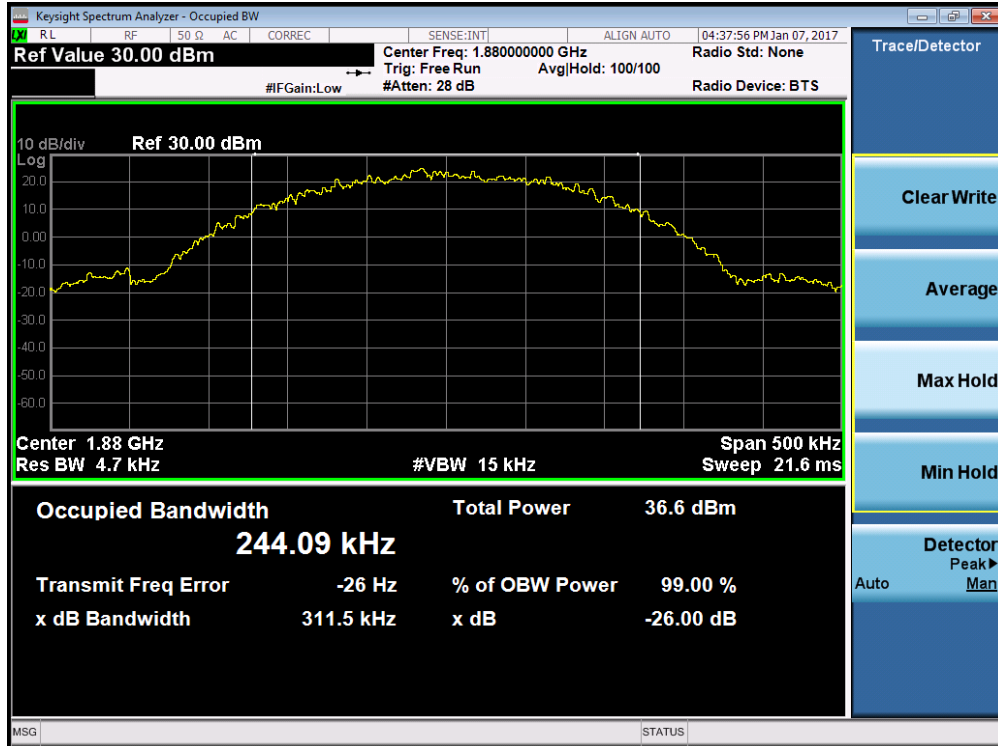 Keysight Spectrum Analyzer - Occupied BW
LXI RL RF 50 Ω AC CORREC SENSE:INT ALIGN AUTO 04:37:56 PM Jan 07, 2017
Ref Value 30.00 dBm
Center Freq: 1.880000000 GHz
Radio Std: None
Trig: Free Run Avg|Hold: 100/100
#IFGain:Low
#Atten: 28 dB
Radio Device: BTS
10 dB/div Ref 30.00 dBm
Log
20.0
10.0
0.00
-10.0
-20.0
-30.0
-40.0
-50.0
-60.0
Center 1.88 GHz Span 500 kHz
Res BW 4.7 kHz #VBW 15 kHz Sweep 21.6 ms
Occupied Bandwidth Total Power 36.6 dBm
244.09 kHz
Transmit Freq Error -26 Hz % of OBW Power 99.00 %
x dB Bandwidth 311.5 kHz x dB -26.00 dB
MSG STATUS
Trace/Detector
Clear Write
Average
Max Hold
Min Hold
Detector
Peak▶
Auto Man